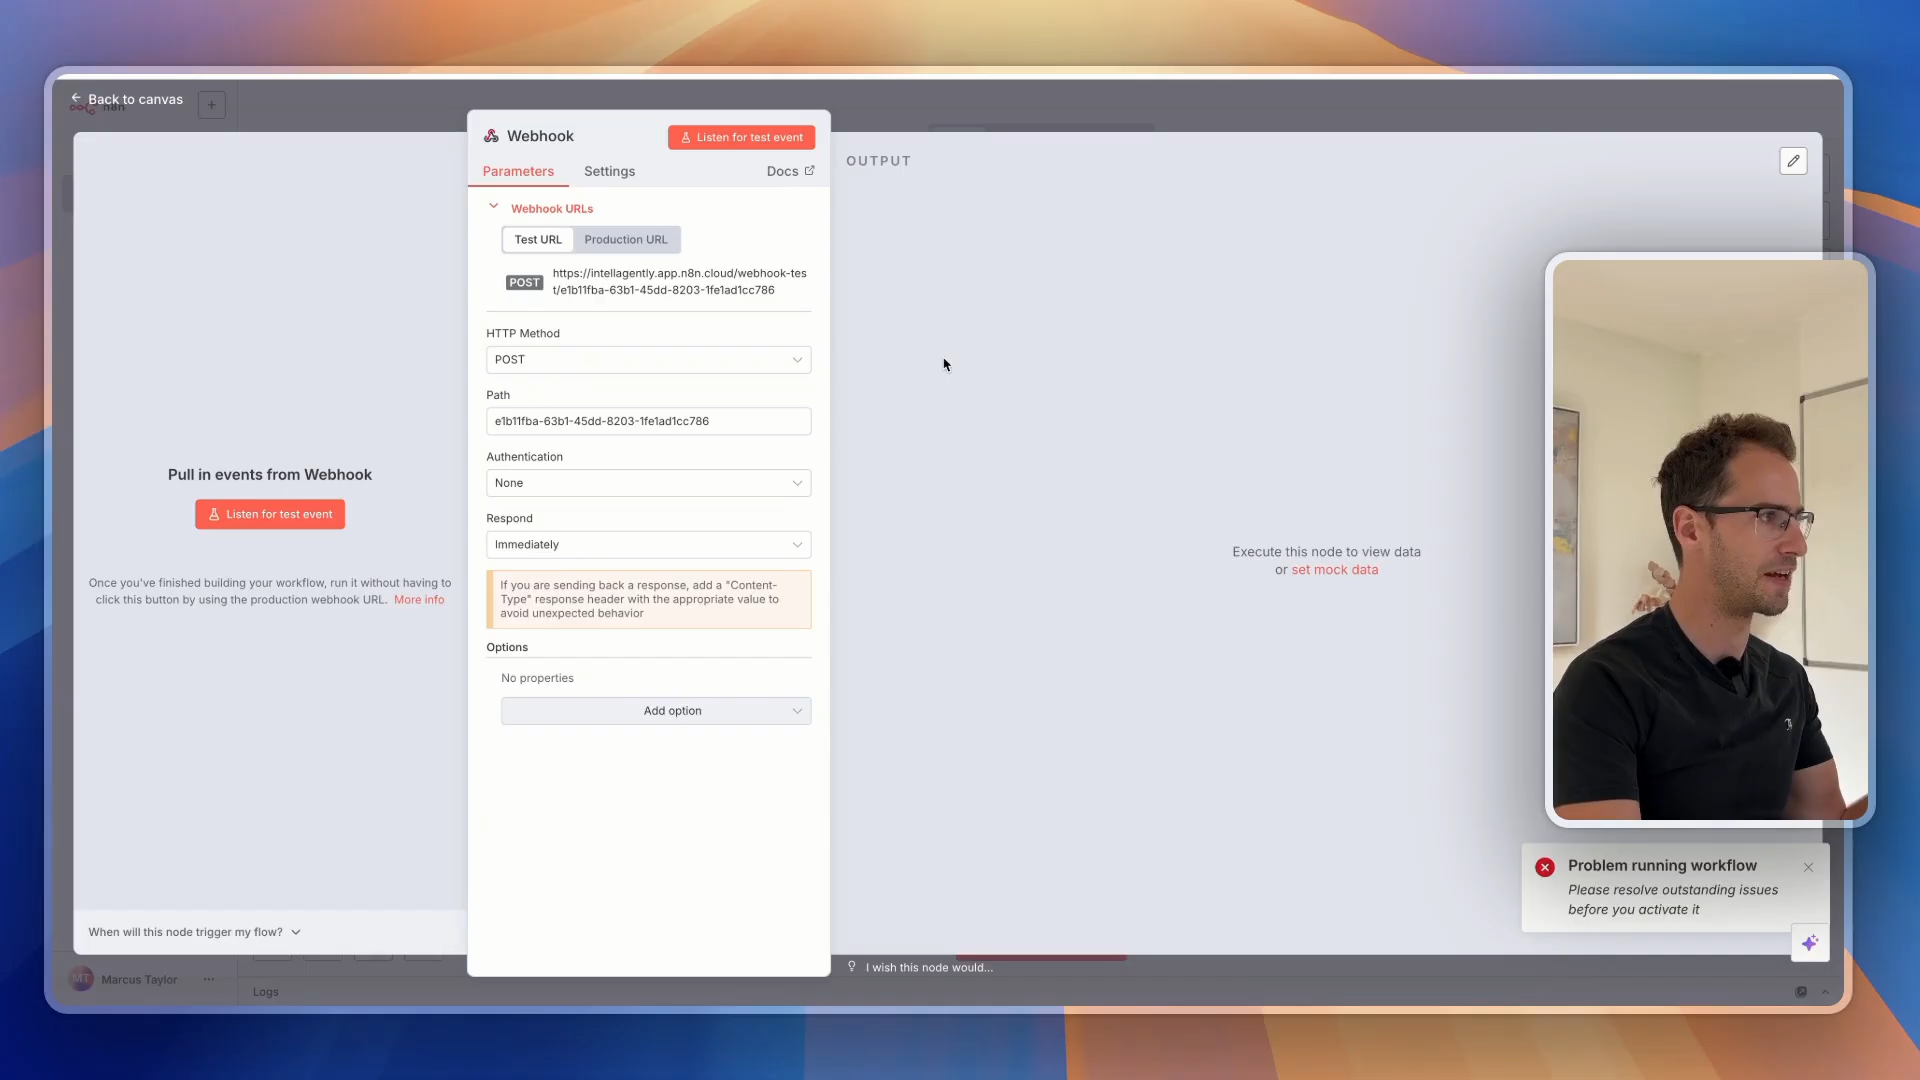 Back to canvas
n8n
Webhook
Listen for test event
Parameters
Settings
Docs
OUTPUT
Webhook URLs
Test URL
Production URL
POST
https://intellagently.app.n8n.cloud/webhook-tes
t/e1b11fba-63b1-45dd-8203-1fe1ad1cc786
HTTP Method
POST
Path
e1b11fba-63b1-45dd-8203-1fe1ad1cc786
Authentication
None
Respond
Immediately
If you are sending back a response, add a "Content-
Type" response header with the appropriate value to
avoid unexpected behavior
Options
No properties
Add option
Pull in events from Webhook
Listen for test event
Once you've finished building your workflow, run it without having to
click this button by using the production webhook URL. More info
When will this node trigger my flow?
Execute this node to view data
or set mock data
Problem running workflow
Please resolve outstanding issues
before you activate it
I wish this node would...
MT
Marcus Taylor
Logs